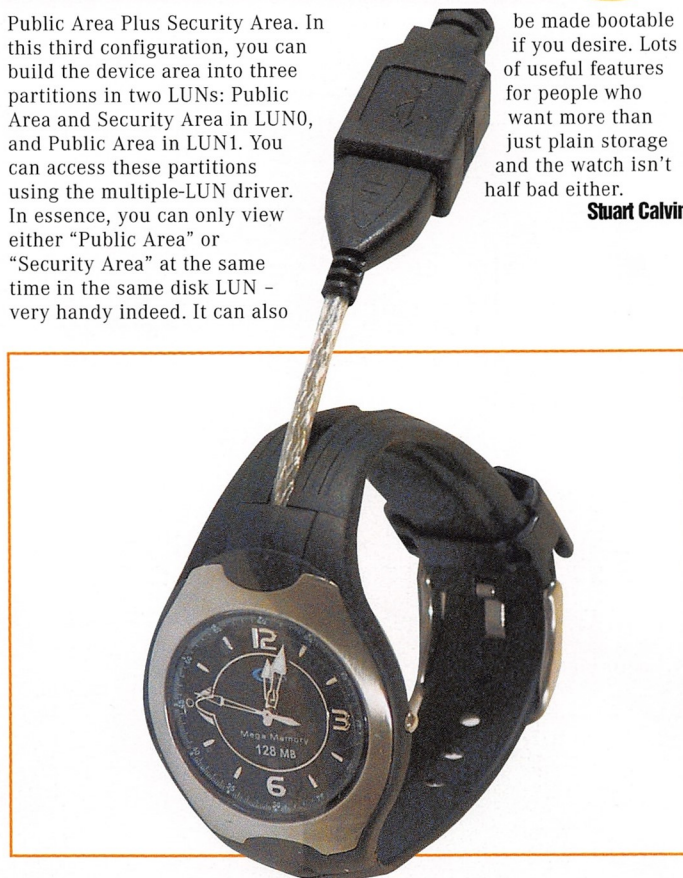 Public Area Plus Security Area. In
this third configuration, you can
build the device area into three
partitions in two LUNs: Public
Area and Security Area in LUN0,
and Public Area in LUN1. You
can access these partitions
using the multiple-LUN driver.
In essence, you can only view
either “Public Area” or
“Security Area” at the same
time in the same disk LUN –
very handy indeed. It can also
be made bootable
if you desire. Lots
of useful features
for people who
want more than
just plain storage
and the watch isn't
half bad either.
Stuart Calvin
12
3
Mega Memory
128 MB
6